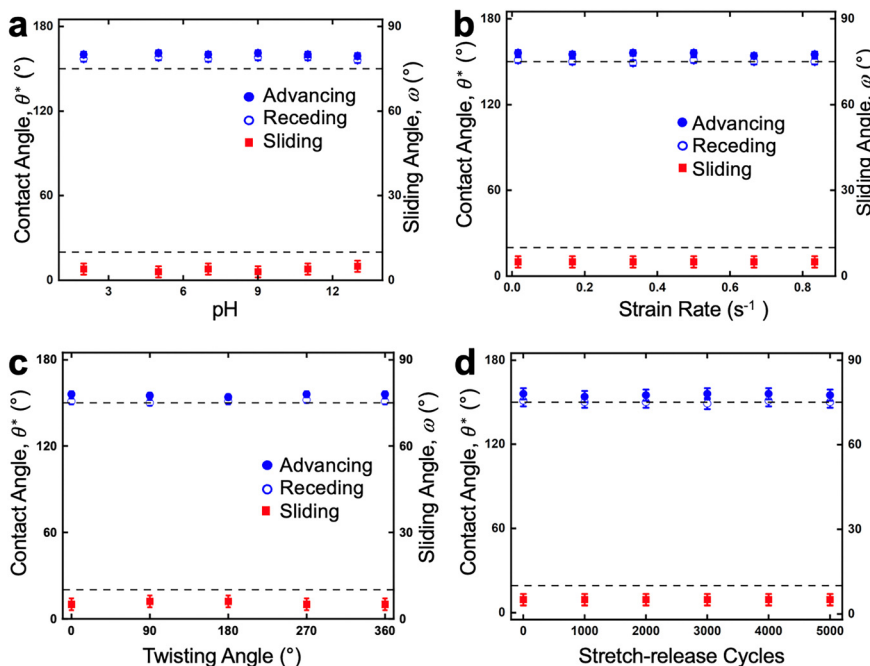 a
180
120
60
0
Contact Angle, θ* (°)
90
60
30
0
Sliding Angle, ω (°)
Advancing
Receding
Sliding
3
6
9
12
pH
b
180
120
60
0
Contact Angle, θ* (°)
90
60
30
0
Sliding Angle, ω (°)
Advancing
Receding
Sliding
0.0
0.2
0.4
0.6
0.8
Strain Rate (s-1)
c
180
120
60
0
Contact Angle, θ* (°)
90
60
30
0
Sliding Angle, ω (°)
Advancing
Receding
Sliding
0
90
180
270
360
Twisting Angle (°)
d
180
120
60
0
Contact Angle, θ* (°)
90
60
30
0
Sliding Angle, ω (°)
0
1000
2000
3000
4000
5000
Stretch-release Cycles